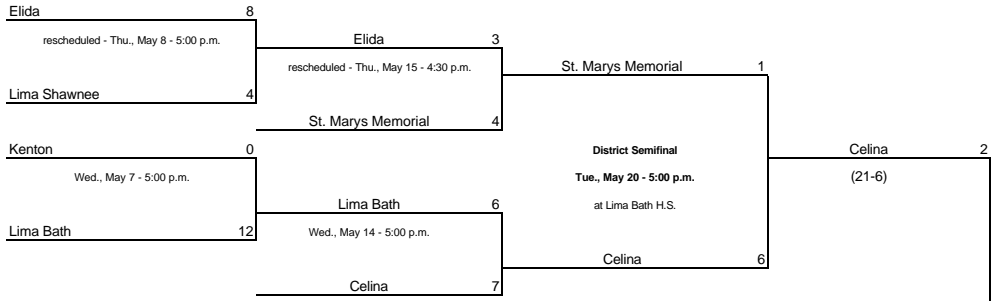 Elida 8
rescheduled - Thu., May 8 - 5:00 p.m.
Elida 3
rescheduled - Thu., May 15 - 4:30 p.m.
St. Marys Memorial 1
Lima Shawnee 4
St. Marys Memorial 4
Kenton 0
District Semifinal
Celina 2
Wed., May 7 - 5:00 p.m.
Tue., May 20 - 5:00 p.m.
(21-6)
Lima Bath 6
at Lima Bath H.S.
Lima Bath 12
Wed., May 14 - 5:00 p.m.
Celina 6
Celina 7